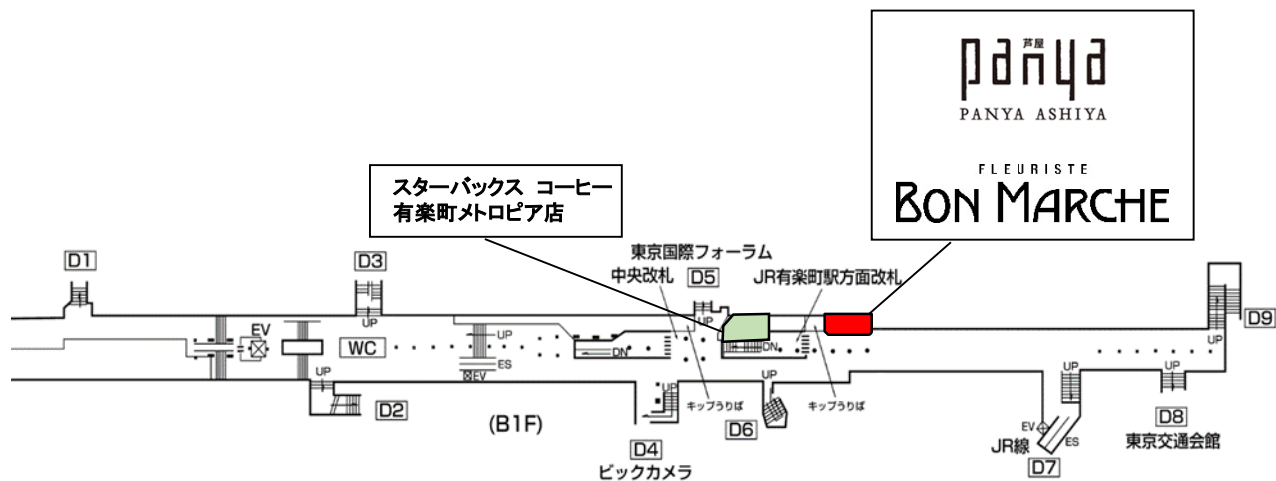 芦屋
panya
PANYA ASHIYA
FLEURISTE
BON MARCHE
スターバックス コーヒー
有楽町メトロピア店
D1
D3
東京国際フォーラム
中央改札
D5
JR有楽町駅方面改札
D9
EV
UP
WC
UP
UP
ES
EV
DN
UP
DN
UP
UP
UP
D2
(B1F)
UP
キップうりば
D4
ビックカメラ
UP
D6
キップうりば
UP
EV
ES
JR線
D7
UP
D8
東京交通会館